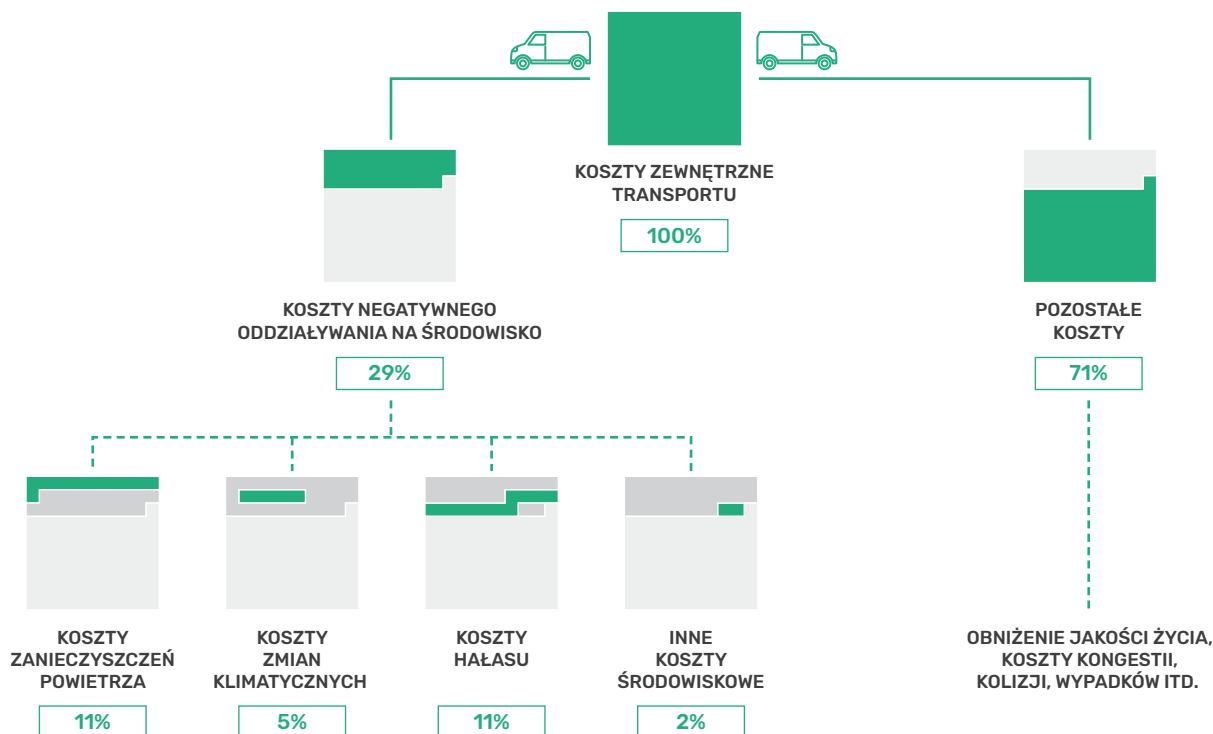 KOSZTY ZEWNĘTRZNE
TRANSPORTU
100%
KOSZTY NEGATYWNEGO
ODDZIAŁYWANIA NA ŚRODOWISKO
29%
POZOSTAŁE
KOSZTY
71%
KOSZTY
ZANIECZYSZCZEŃ
POWIETRZA
11%
KOSZTY
ZMIAN
KLIMATYCZNYCH
5%
KOSZTY
HAŁASU
11%
INNE
KOSZTY
ŚRODOWISKOWE
2%
OBNIŻENIE JAKOŚCI ŻYCIA,
KOSZTY KONGESTII,
KOLIZJI, WYPADKÓW ITD.